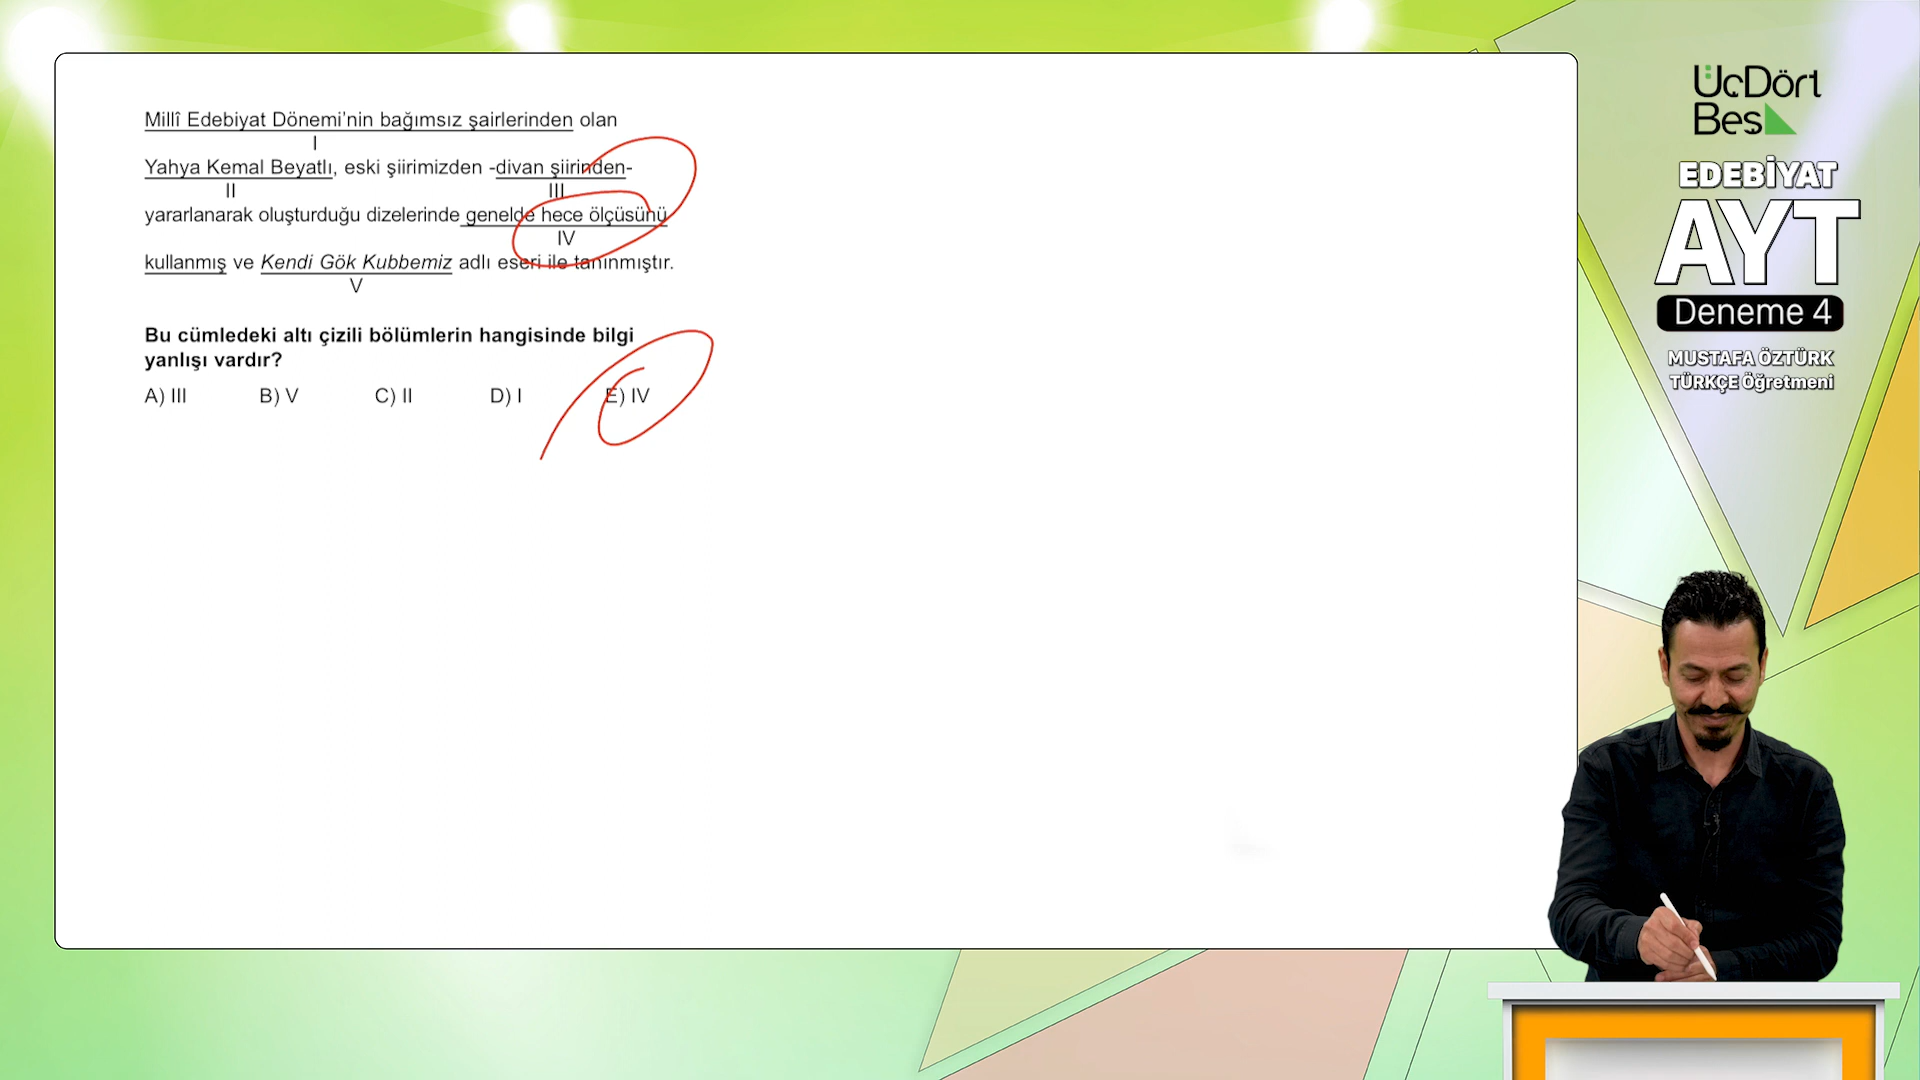 Millî Edebiyat Dönemi’nin bağımsız şairlerinden olan
I
Yahya Kemal Beyatlı, eski şiirimizden -divan şiirinden-
II III
yararlanarak oluşturduğu dizelerinde genelde hece ölçüsünü
IV
kullanmış ve Kendi Gök Kubbemiz adlı eseri ile tanınmıştır.
V
Bu cümledeki altı çizili bölümlerin hangisinde bilgi
yanlışı vardır?
A) III B) V C) II D) I E) IV
ÜçDört
Beş
EDEBİYAT
AYT
Deneme 4
MUSTAFA ÖZTÜRK
TÜRKÇE Öğretmeni